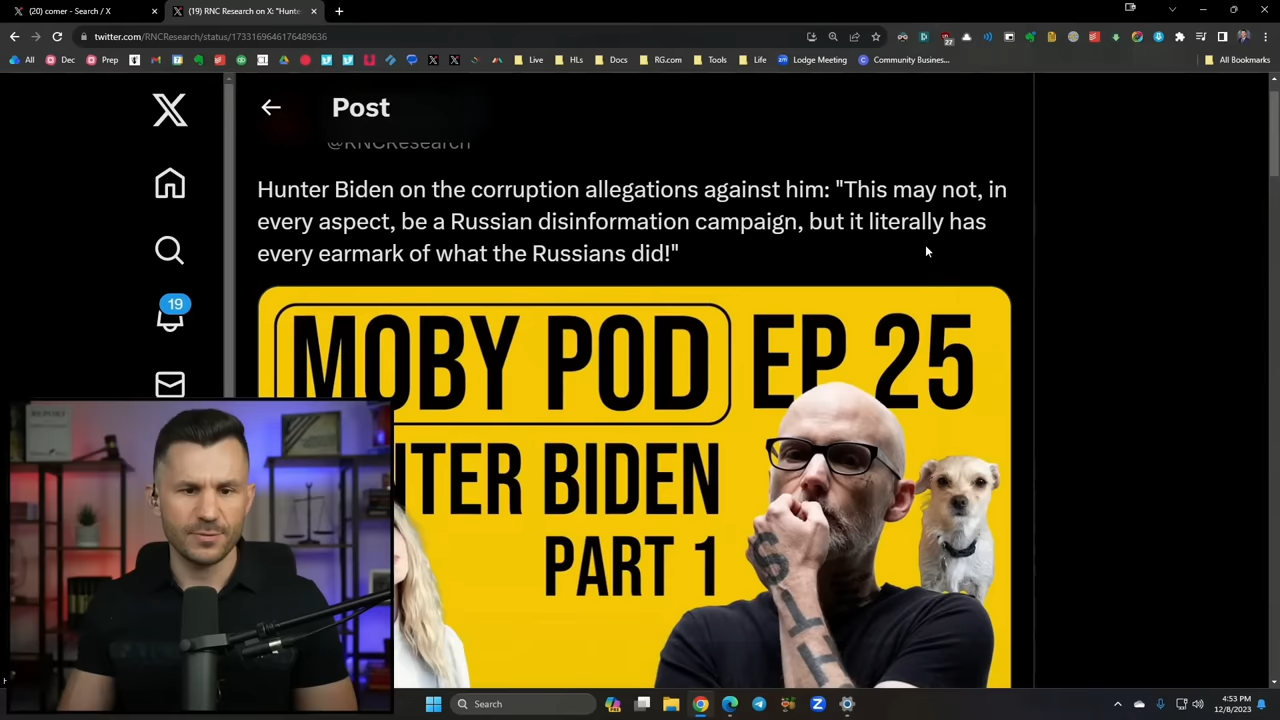 (20) comer - Search / X
(19) RNC Research on X: "Hunte
twitter.com/RNCResearch/status/1733169646176489636
27
All
Dec
Prep
Live
HLs
Docs
RG.com
Tools
Life
Lodge Meeting
Community Busines...
All Bookmarks
Post
@RNCResearch
Hunter Biden on the corruption allegations against him: "This may not, in
every aspect, be a Russian disinformation campaign, but it literally has
every earmark of what the Russians did!"
19
MOBY POD EP 25
NTER BIDEN
PART 1
Search
4:53 PM
12/8/2023